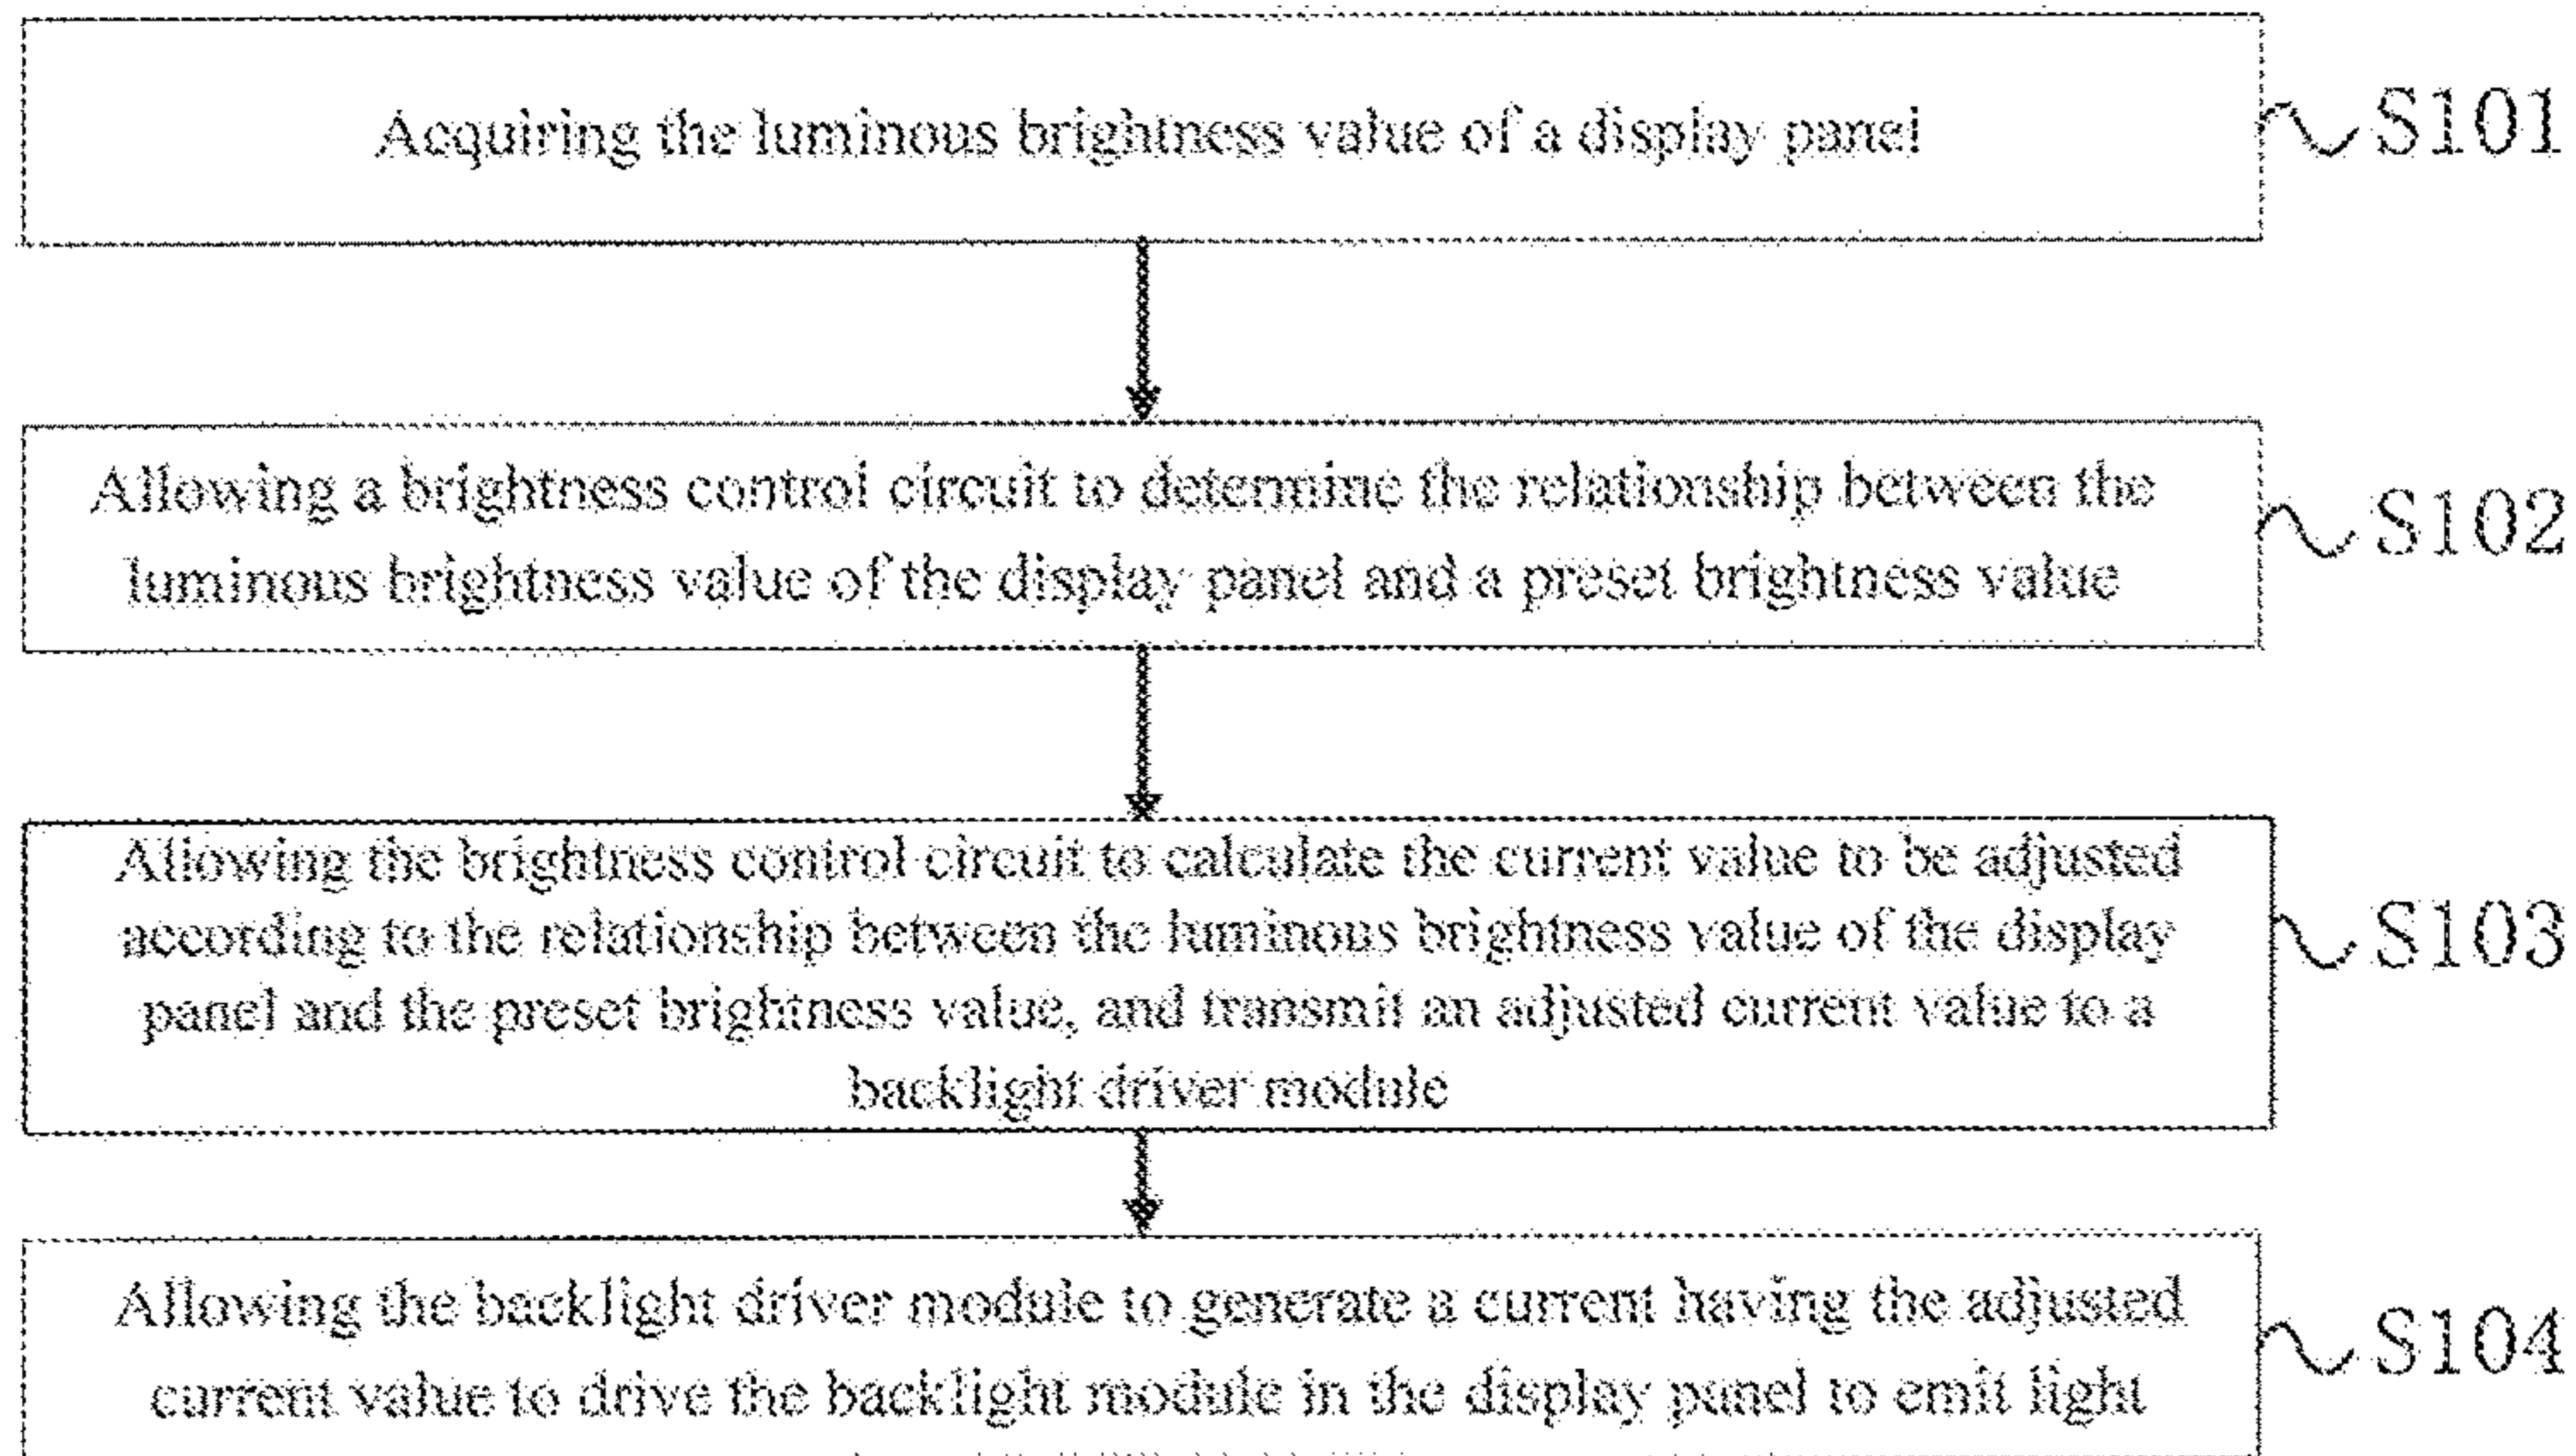 Acquiring the luminous brightness value of a display panel
S101
Allowing a brightness control circuit to determine the relationship between the
luminous brightness value of the display panel and a preset brightness value
S102
Allowing the brightness control circuit to calculate the current value to be adjusted
according to the relationship between the luminous brightness value of the display
panel and the preset brightness value, and transmit an adjusted current value to a
backlight driver module
S103
Allowing the backlight driver module to generate a current having the adjusted
current value to drive the backlight module in the display panel to emit light
S104